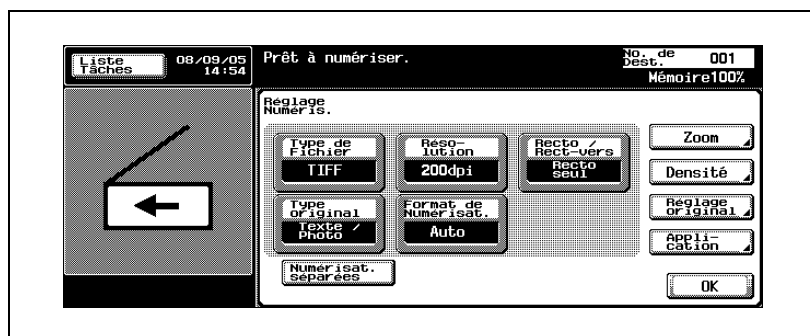 Liste
Tâches
08/09/05
14:54
Prêt à numériser.
No. de
Dest.
001
Mémoire100%
Réglage
Numéris.
Type de
Fichier
TIFF
Réso-
lution
200dpi
Recto /
Rect-vers
Recto
seul
Type
original
Texte /
Photo
Format de
Numérisat.
Auto
Numérisat.
séparées
Zoom
Densité
Réglage
original
Appli-
cation
OK